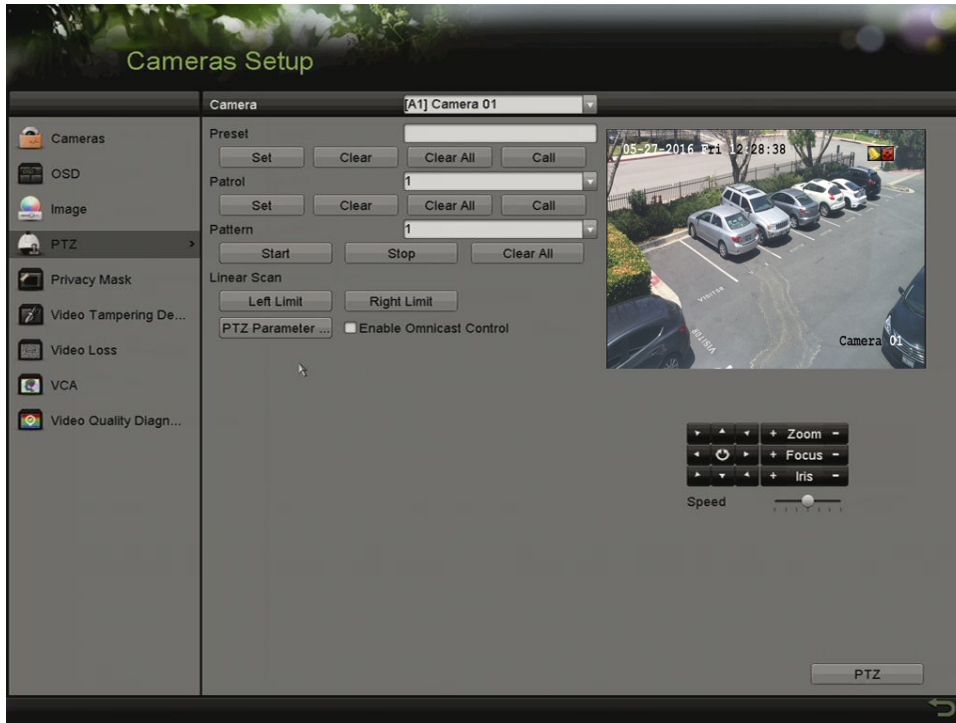 Cameras Setup
Camera [A1] Camera 01
Cameras
OSD
Image
PTZ
Privacy Mask
Video Tampering De...
Video Loss
VCA
Video Quality Diagn...
Preset
Set Clear Clear All Call
Patrol 1
Set Clear Clear All Call
Pattern 1
Start Stop Clear All
Linear Scan
Left Limit Right Limit
PTZ Parameter ... Enable Omnicast Control
05-27-2016 Fri 12:28:38
VISITOR
VISITOR
Camera 01
+ Zoom -
+ Focus -
+ Iris -
Speed
PTZ